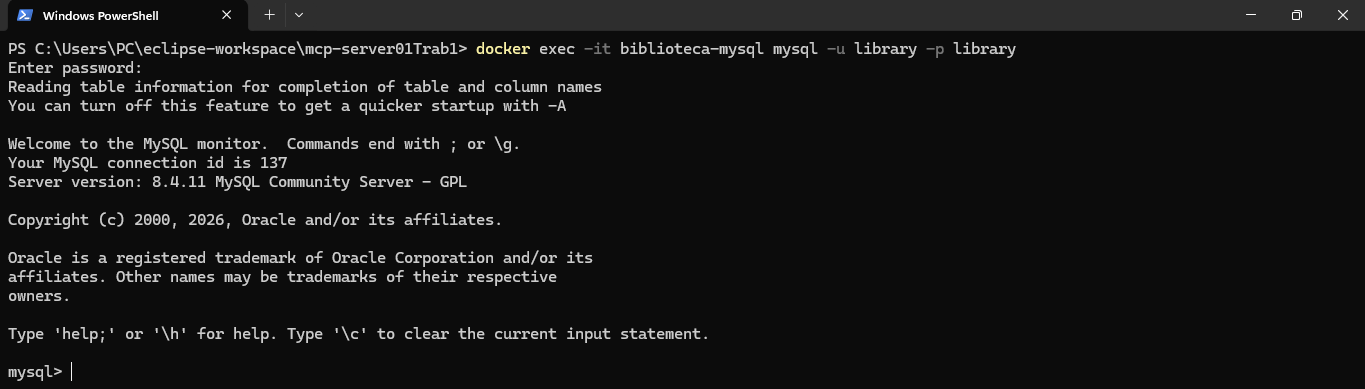 Windows PowerShell
PS C:\Users\PC\eclipse-workspace\mcp-server01Trab1> docker exec -it biblioteca-mysql mysql -u library -p library
Enter password:
Reading table information for completion of table and column names
You can turn off this feature to get a quicker startup with -A
Welcome to the MySQL monitor.  Commands end with ; or \g.
Your MySQL connection id is 137
Server version: 8.4.11 MySQL Community Server - GPL
Copyright (c) 2000, 2026, Oracle and/or its affiliates.
Oracle is a registered trademark of Oracle Corporation and/or its
affiliates. Other names may be trademarks of their respective
owners.
Type 'help;' or '\h' for help. Type '\c' to clear the current input statement.
mysql>